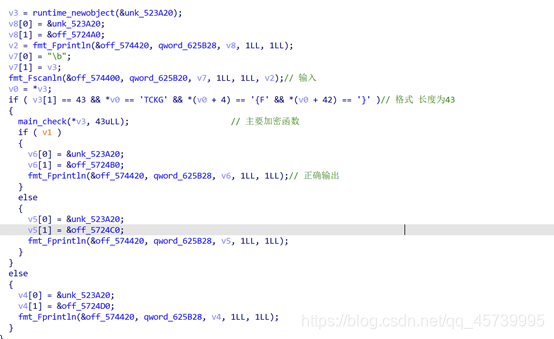 v3 = runtime_newobject(&unk_523A20);
v8[0] = &unk_523A20;
v8[1] = &off_5724A0;
v2 = fmt_Fprintln(&off_574420, qword_625B28, v8, 1LL, 1LL);
v7[0] = "\b";
v7[1] = v3;
fmt_Fscanln(&off_574400, qword_625B20, v7, 1LL, 1LL, v2);// 输入
v0 = *v3;
if ( v3[1] == 43 && *v0 == 'TCKG' && *(v0 + 4) == '{F' && *(v0 + 42) == '}' )// 格式 长度为43
{
main_check(*v3, 43uLL); // 主要加密函数
if ( v1 )
{
v6[0] = &unk_523A20;
v6[1] = &off_5724B0;
fmt_Fprintln(&off_574420, qword_625B28, v6, 1LL, 1LL);// 正确输出
}
else
{
v5[0] = &unk_523A20;
v5[1] = &off_5724C0;
fmt_Fprintln(&off_574420, qword_625B28, v5, 1LL, 1LL);
}
}
else
{
v4[0] = &unk_523A20;
v4[1] = &off_5724D0;
fmt_Fprintln(&off_574420, qword_625B28, v4, 1LL, 1LL);
}
https://blog.csdn.net/qq_45739995